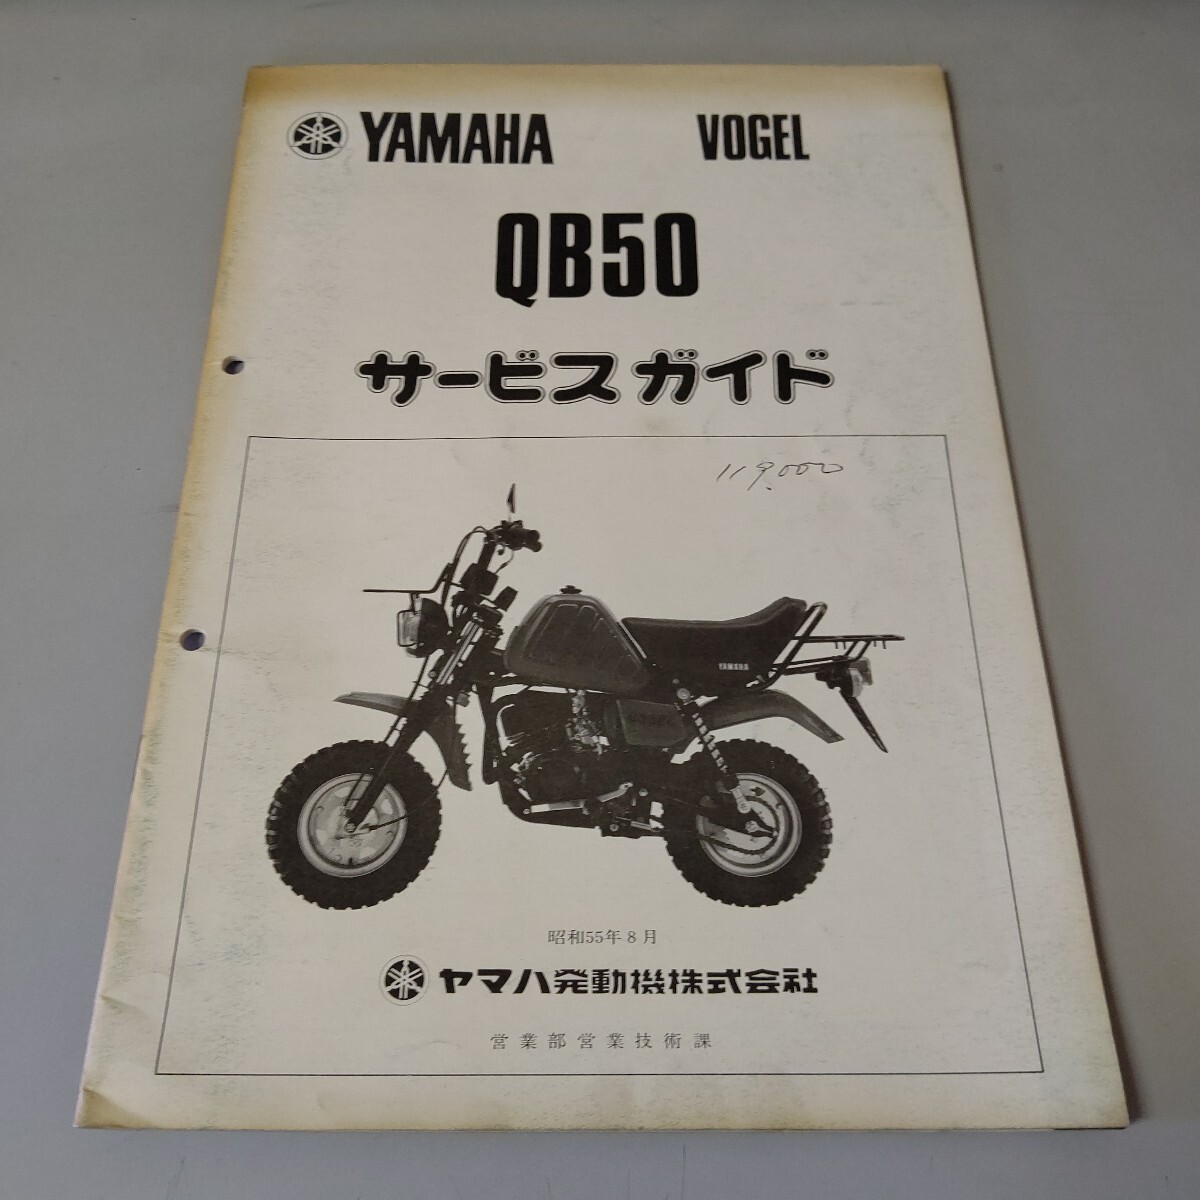 YAMAHA VOGEL
QB50
サービスガイド
119,000
YAMAHA
VOGEL
昭和55年8月
ヤマハ発動機株式会社
営業部営業技術課